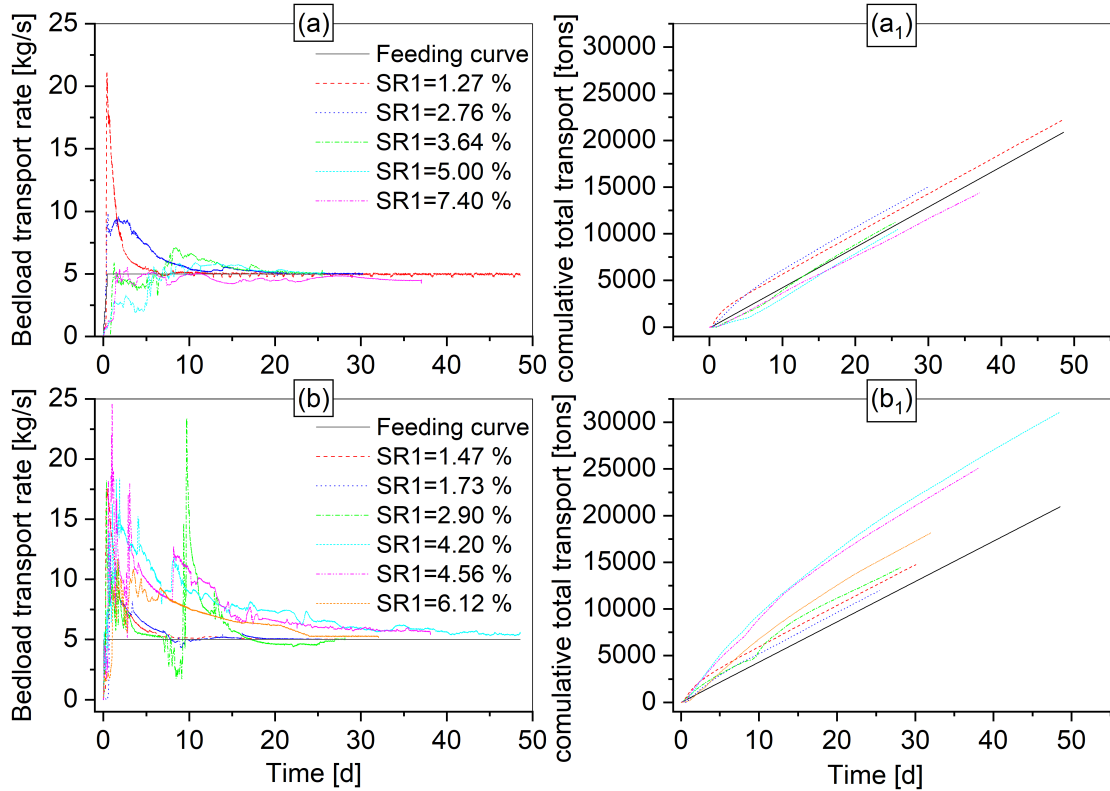 (a)
Bedload transport rate [kg/s]
25
20
15
10
5
0
0 10 20 30 40 50
Feeding curve
SR1=1.27 %
SR1=2.76 %
SR1=3.64 %
SR1=5.00 %
SR1=7.40 %
(a1)
comulative total transport [tons]
30000
25000
20000
15000
10000
5000
0
0 10 20 30 40 50
(b)
Bedload transport rate [kg/s]
25
20
15
10
5
0
0 10 20 30 40 50
Time [d]
Feeding curve
SR1=1.47 %
SR1=1.73 %
SR1=2.90 %
SR1=4.20 %
SR1=4.56 %
SR1=6.12 %
(b1)
comulative total transport [tons]
30000
25000
20000
15000
10000
5000
0
0 10 20 30 40 50
Time [d]